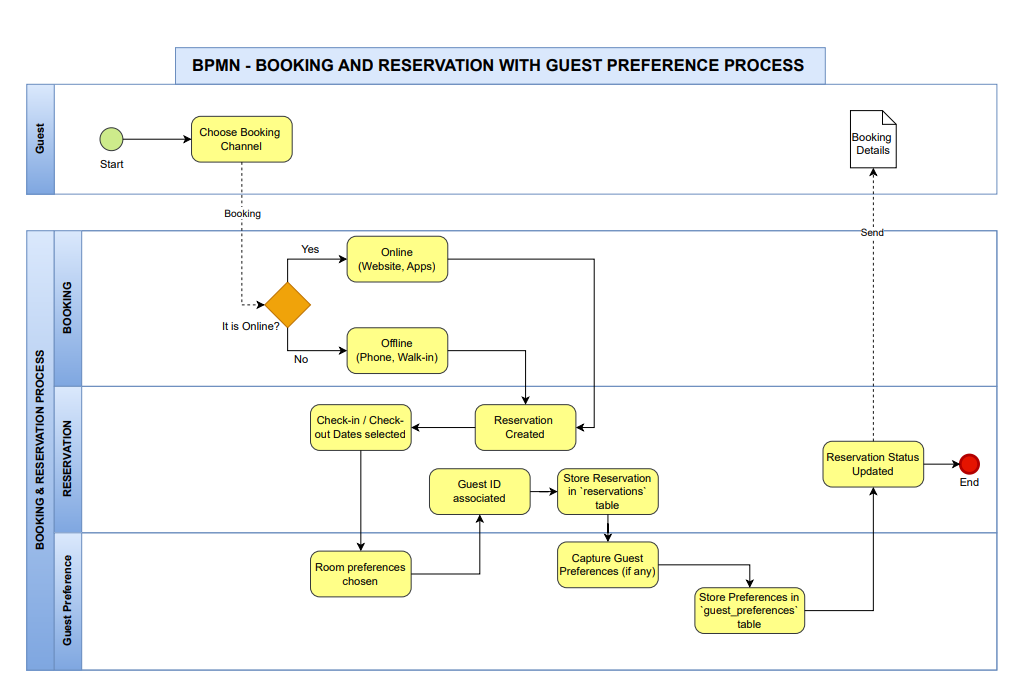 BPMN - BOOKING AND RESERVATION WITH GUEST PREFERENCE PROCESS
Guest
Start
Choose Booking
Channel
Booking
Details
Booking
Send
BOOKING & RESERVATION PROCESS
BOOKING
Yes
Online
(Website, Apps)
It is Online?
No
Offline
(Phone, Walk-in)
RESERVATION
Check-in / Check-
out Dates selected
Reservation
Created
Guest ID
associated
Store Reservation
in `reservations`
table
Reservation Status
Updated
End
Guest Preference
Room preferences
chosen
Capture Guest
Preferences (if any)
Store Preferences in
`guest_preferences`
table